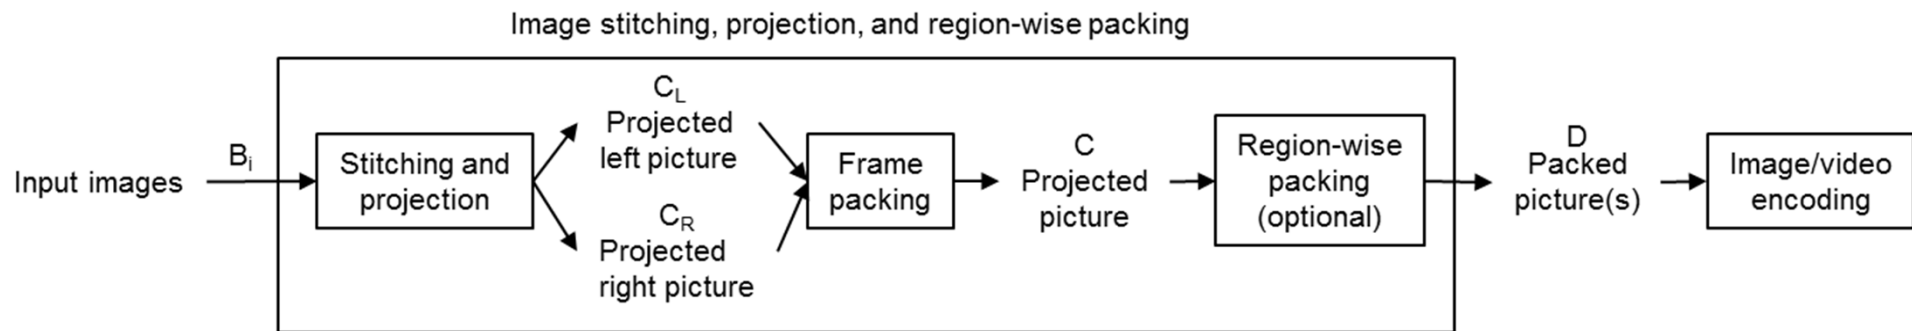 Image stitching, projection, and region-wise packing
Input images
Bi
Stitching and
projection
CL
Projected
left picture
CR
Projected
right picture
Frame
packing
C
Projected
picture
Region-wise
packing
(optional)
D
Packed
picture(s)
Image/video
encoding